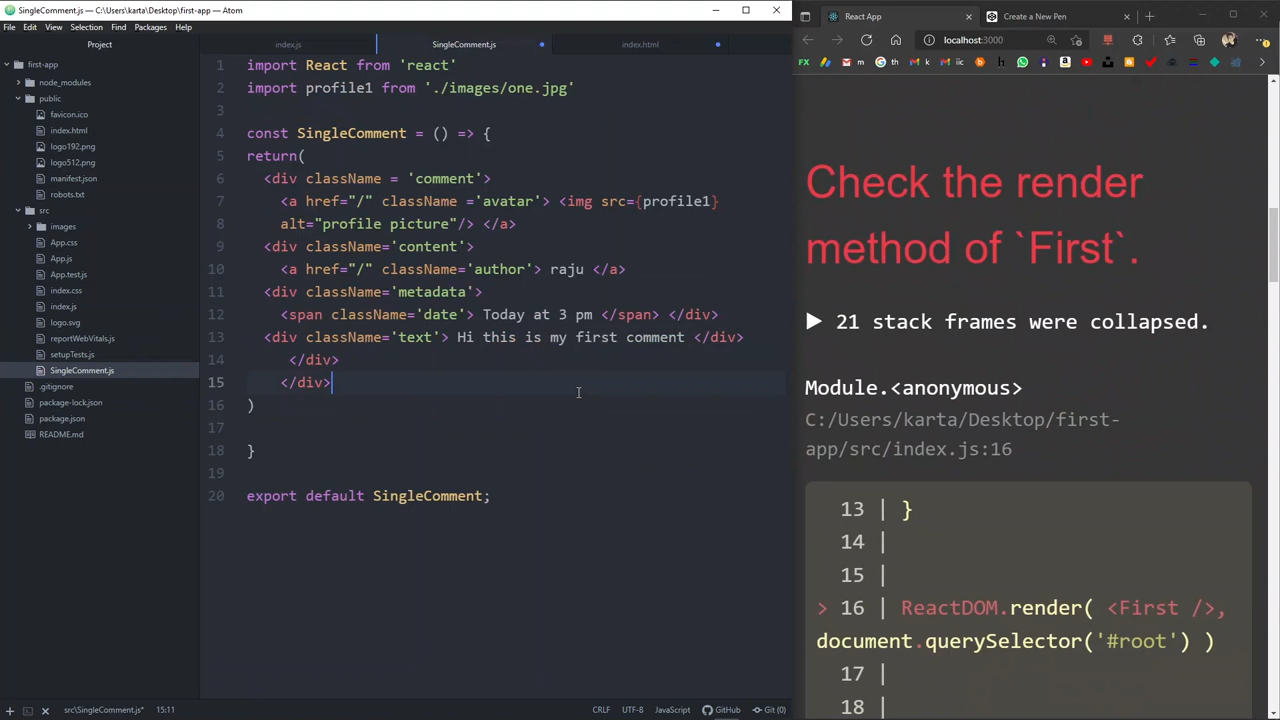 SingleComment.js — C:\Users\karta\Desktop\first-app — Atom
File Edit View Selection Find Packages Help
Project
first-app
node_modules
public
favicon.ico
index.html
logo192.png
logo512.png
manifest.json
robots.txt
src
images
App.css
App.js
App.test.js
index.css
index.js
logo.svg
reportWebVitals.js
setupTests.js
SingleComment.js
.gitignore
package-lock.json
package.json
README.md
index.js SingleComment.js index.html
1 import React from 'react'
2 import profile1 from './images/one.jpg'
3
4 const SingleComment = () => {
5 return(
6 <div className = 'comment'>
7 <a href="/" className ='avatar'> <img src={profile1}
8 alt="profile picture"/> </a>
9 <div className='content'>
10 <a href="/" className='author'> raju </a>
11 <div className='metadata'>
12 <span className='date'> Today at 3 pm </span> </div>
13 <div className='text'> Hi this is my first comment </div>
14 </div>
15 </div>
16 )
17
18 }
19
20 export default SingleComment;
src\SingleComment.js* 15:11 CRLF UTF-8 JavaScript GitHub Git (0)
React App Create a New Pen
localhost:3000
FX m th k iic b h
Check the render
method of `First`.
▶ 21 stack frames were collapsed.
Module.<anonymous>
C:/Users/karta/Desktop/first-
app/src/index.js:16
13 | }
14 |
15 |
> 16 | ReactDOM.render( <First />,
document.querySelector('#root') )
17 |
18 |